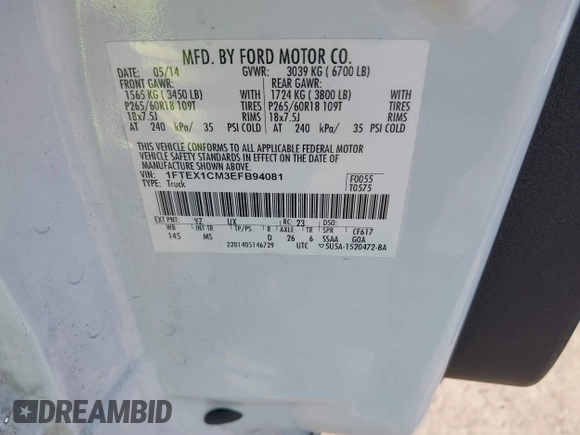 MFD. BY FORD MOTOR CO.
DATE: 05/14 GVWR: 3039 KG ( 6700 LB)
FRONT GAWR: REAR GAWR:
1565 KG ( 3450 LB) WITH 1724 KG ( 3800 LB) WITH
P265/60R18 109T TIRES P265/60R18 109T TIRES
18x7.5J RIMS 18x7.5J RIMS
AT 240 kPa/ 35 PSI COLD AT 240 kPa/ 35 PSI COLD
THIS VEHICLE CONFORMS TO ALL APPLICABLE FEDERAL MOTOR
VEHICLE SAFETY STANDARDS IN EFFECT ON THE DATE OF
MANUFACTURE SHOWN ABOVE.
VIN: 1FTEX1CM3EFB94081 F0055
TYPE: Truck T0575
EXT PNT: YZ UX RC: 23 DSO:
WB INT TR TP/PS R AXLE TR SPR CF617
145 MS D 26 6 SSAA GOA
2201405146729 UTC 5U5A-1520472-BA
DREAMBID